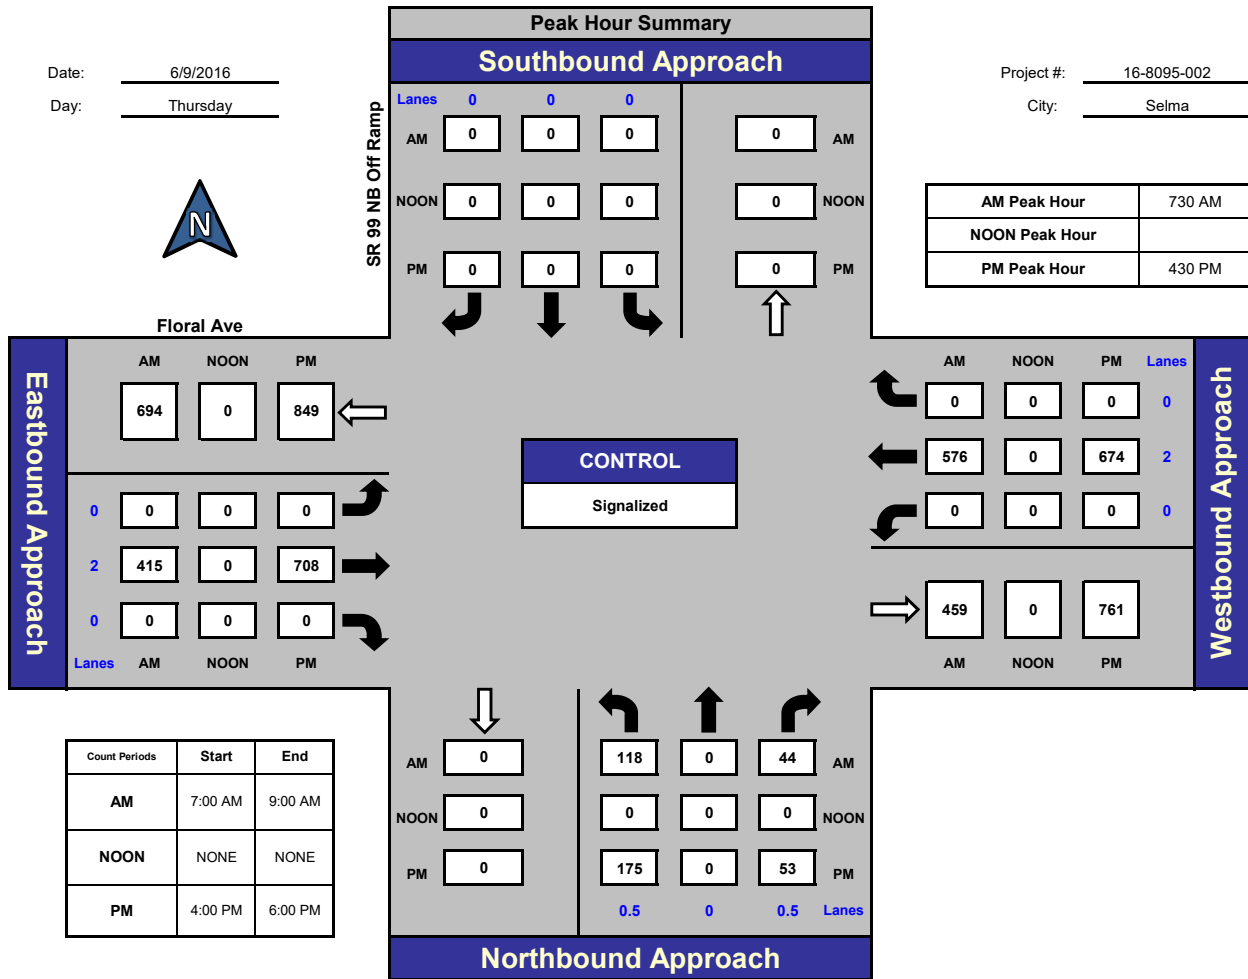 Peak Hour Summary
Southbound Approach
Date: 6/9/2016
Day: Thursday
Project #: 16-8095-002
City: Selma
N
SR 99 NB Off Ramp
Lanes 0 0 0
AM 0 0 0 0 AM
NOON 0 0 0 0 NOON
PM 0 0 0 0 PM
AM Peak Hour 730 AM
NOON Peak Hour
PM Peak Hour 430 PM
Floral Ave
Eastbound Approach
AM NOON PM
694 0 849
0 0 0 0
2 415 0 708
0 0 0 0
Lanes AM NOON PM
CONTROL
Signalized
AM NOON PM Lanes
0 0 0 0
576 0 674 2
0 0 0 0
459 0 761
AM NOON PM
Westbound Approach
Count Periods Start End
AM 7:00 AM 9:00 AM
NOON NONE NONE
PM 4:00 PM 6:00 PM
AM 0 118 0 44 AM
NOON 0 0 0 0 NOON
PM 0 175 0 53 PM
0.5 0 0.5 Lanes
Northbound Approach